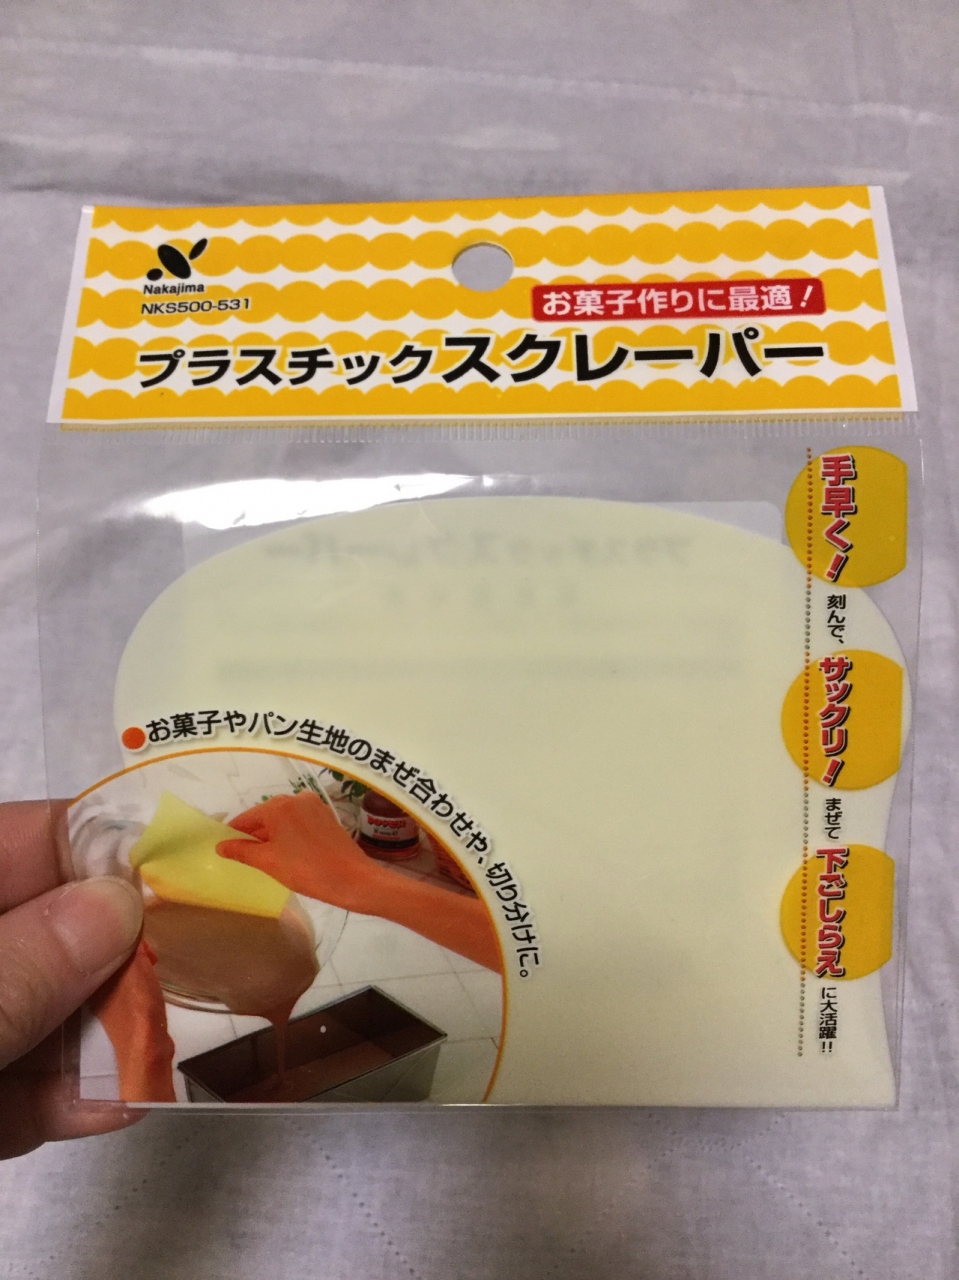 Nakajima
NKS500-531
お菓子作りに最適！
プラスチックスクレーパー
手早く！刻んで、サックリ！まぜて下ごしらえに大活躍!!
●お菓子やパン生地のまぜ合わせや、切り分けに。